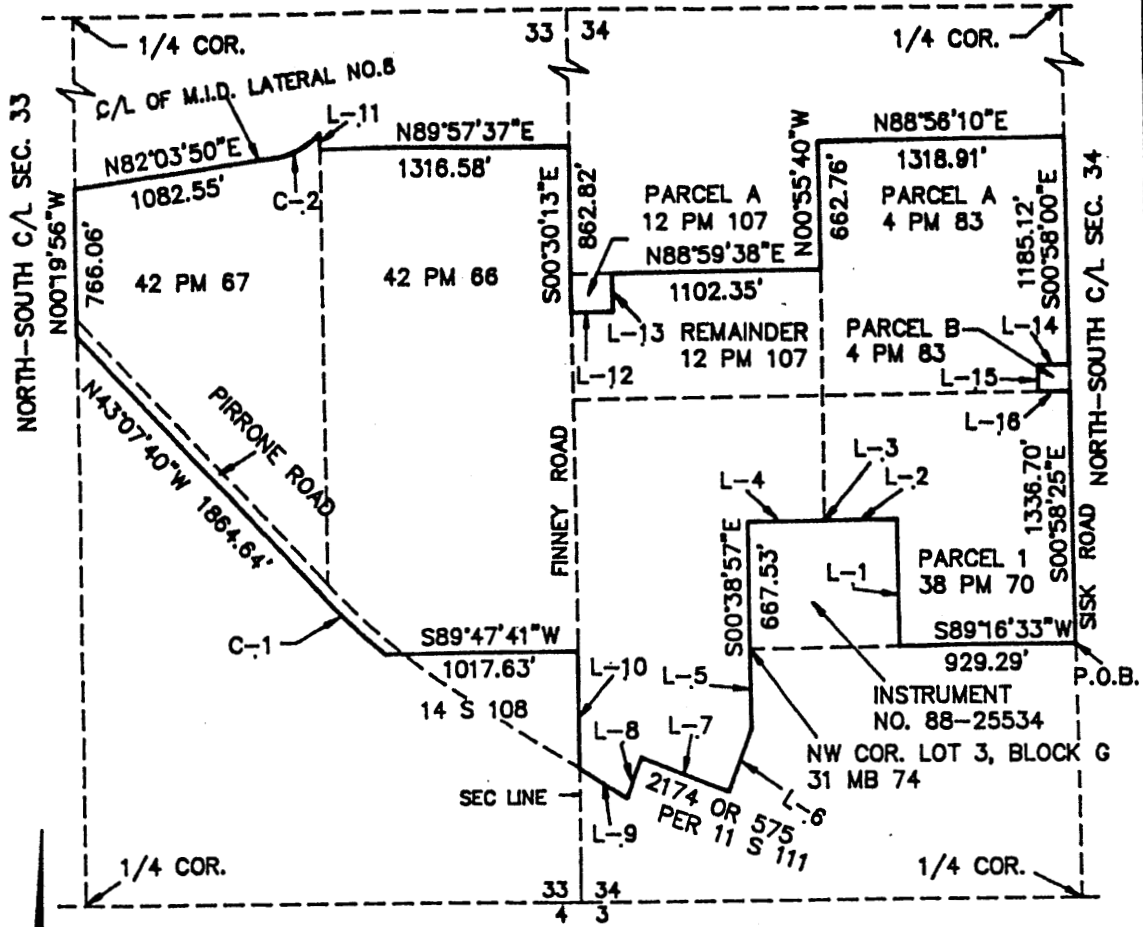 33 34
1/4 COR.
1/4 COR.
C/L OF M.I.D. LATERAL NO.8
L-11
N82°03'50"E
1082.55'
C-2
N89°57'37"E
1316.58'
N88°56'10"E
1318.91'
NORTH-SOUTH C/L SEC. 33
N00°19'56"W
766.06'
42 PM 67
42 PM 66
S00°30'13"E
862.82'
PARCEL A
12 PM 107
N88°59'38"E
1102.35'
N00°55'40"W
662.76'
PARCEL A
4 PM 83
1185.12'
S00°58'00"E
NORTH-SOUTH C/L SEC. 34
L-13
REMAINDER
12 PM 107
L-12
PARCEL B
4 PM 83
L-14
L-15
L-16
PIRRONE ROAD
N43°07'40"W 1864.64'
FINNEY ROAD
L-4
L-3
L-2
1336.70'
S00°58'25"E
SISK ROAD
S00°38'57"E
667.53'
L-1
PARCEL 1
38 PM 70
S89°16'33"W
929.29'
P.O.B.
C-1
S89°47'41"W
1017.63'
14 S 108
L-10
L-5
INSTRUMENT
NO. 88-25534
NW COR. LOT 3, BLOCK G
31 MB 74
L-8
L-7
2174 OR 575
PER 11 S 111
L-6
SEC LINE
L-9
1/4 COR.
1/4 COR.
33 34
4 3